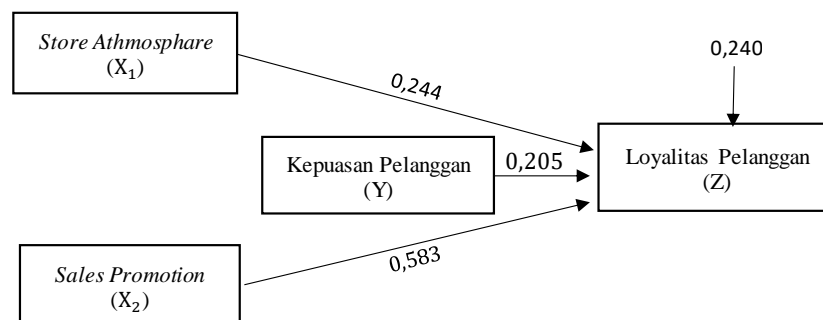 Store Athmosphare
(X₁)
0,240
0,244
Kepuasan Pelanggan
(Y)
0,205
Loyalitas Pelanggan
(Z)
0,583
Sales Promotion
(X₂)